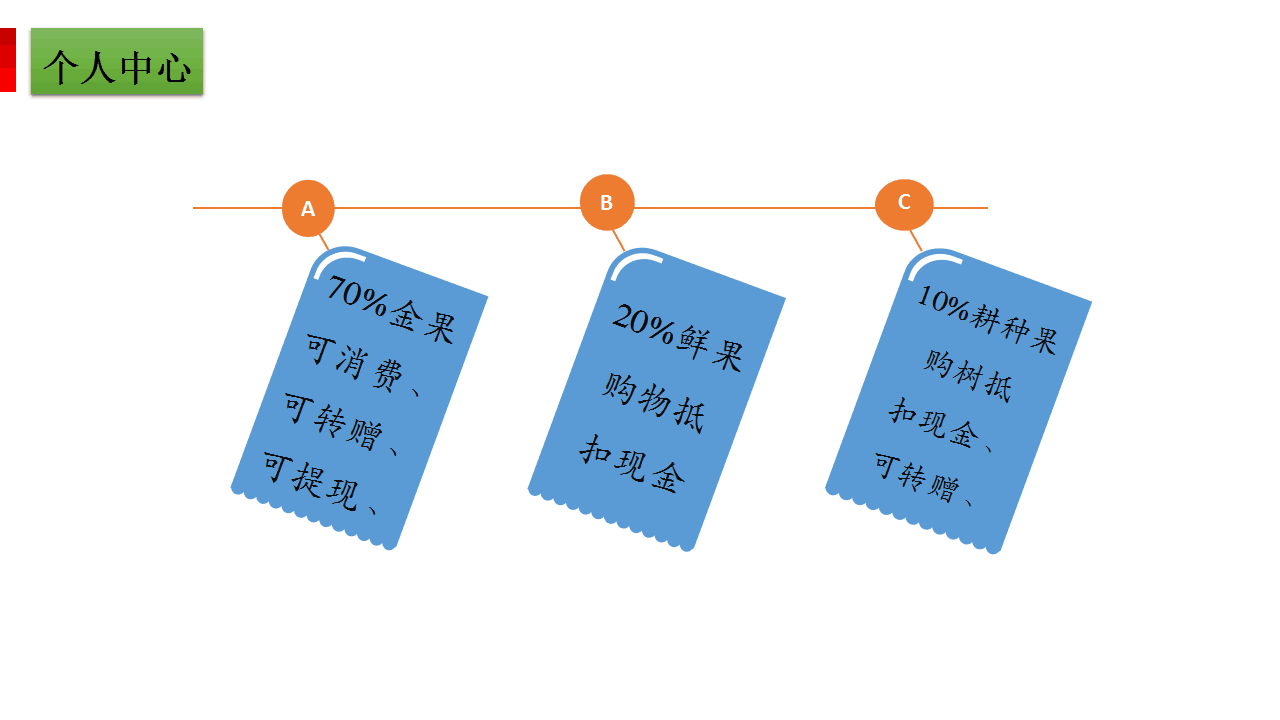 个人中心
A
70%金果
可消费、
可转赠、
可提现、
B
20%鲜果
购物抵
扣现金
C
10%耕种果
购树抵
扣现金、
可转赠、